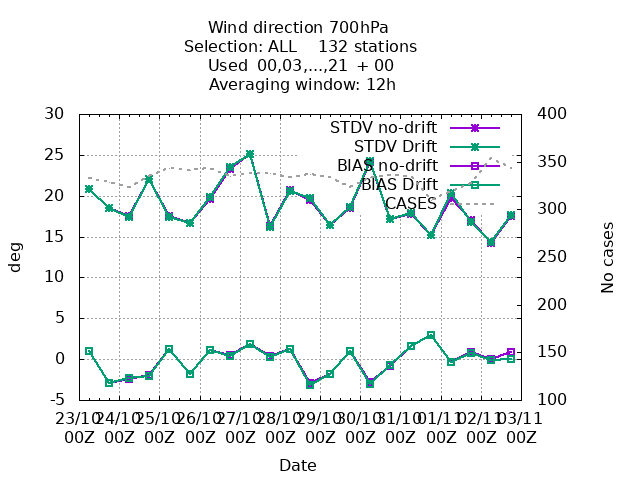 Wind direction 700hPa
Selection: ALL    132 stations
Used  00,03,...,21  + 00
Averaging window: 12h
30
25
20
15
10
5
0
-5
deg
400
350
300
250
200
150
100
No cases
STDV no-drift
STDV Drift
BIAS no-drift
BIAS Drift
CASES
23/10 24/10 25/10 26/10 27/10 28/10 29/10 30/10 31/10 01/11 02/11 03/11
00Z 00Z 00Z 00Z 00Z 00Z 00Z 00Z 00Z 00Z 00Z 00Z
Date